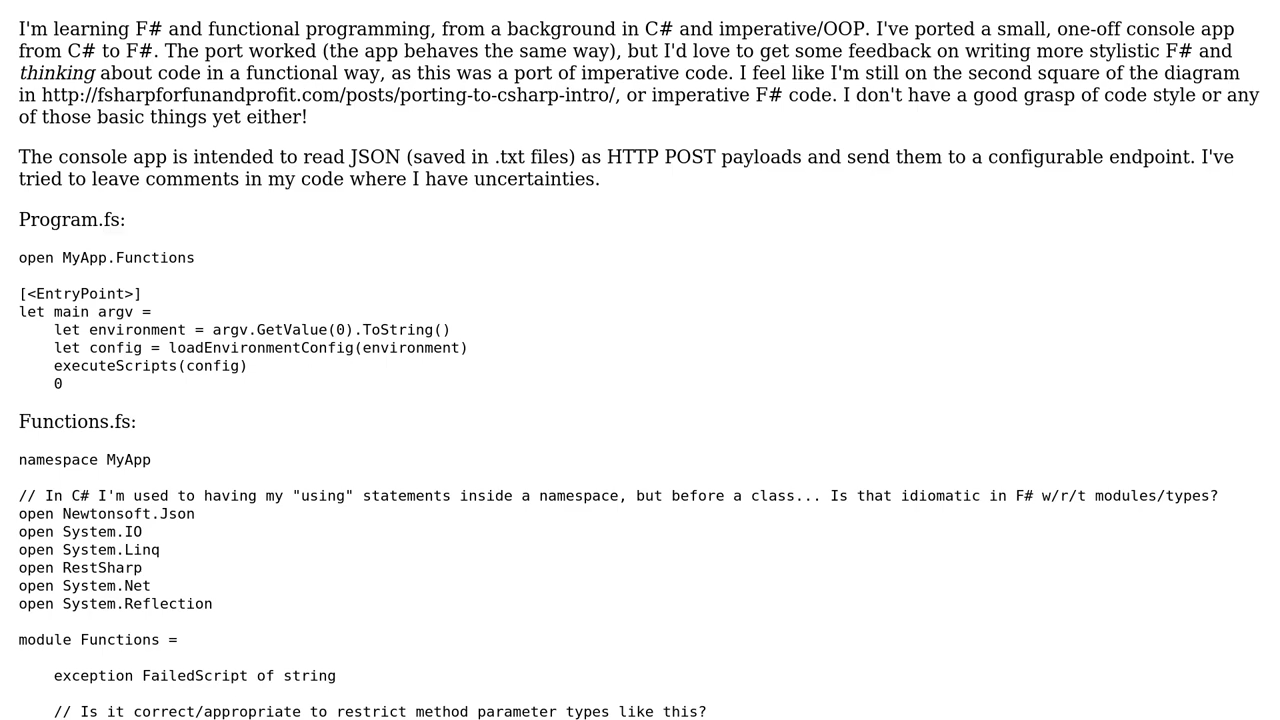 I'm learning F# and functional programming, from a background in C# and imperative/OOP. I've ported a small, one-off console app
from C# to F#. The port worked (the app behaves the same way), but I'd love to get some feedback on writing more stylistic F# and
thinking about code in a functional way, as this was a port of imperative code. I feel like I'm still on the second square of the diagram
in http://fsharpforfunandprofit.com/posts/porting-to-csharp-intro/, or imperative F# code. I don't have a good grasp of code style or any
of those basic things yet either!
The console app is intended to read JSON (saved in .txt files) as HTTP POST payloads and send them to a configurable endpoint. I've
tried to leave comments in my code where I have uncertainties.
Program.fs:
open MyApp.Functions
[<EntryPoint>]
let main argv =
    let environment = argv.GetValue(0).ToString()
    let config = loadEnvironmentConfig(environment)
    executeScripts(config)
    0
Functions.fs:
namespace MyApp
// In C# I'm used to having my "using" statements inside a namespace, but before a class... Is that idiomatic in F# w/r/t modules/types?
open Newtonsoft.Json
open System.IO
open System.Linq
open RestSharp
open System.Net
open System.Reflection
module Functions =
    exception FailedScript of string
    // Is it correct/appropriate to restrict method parameter types like this?